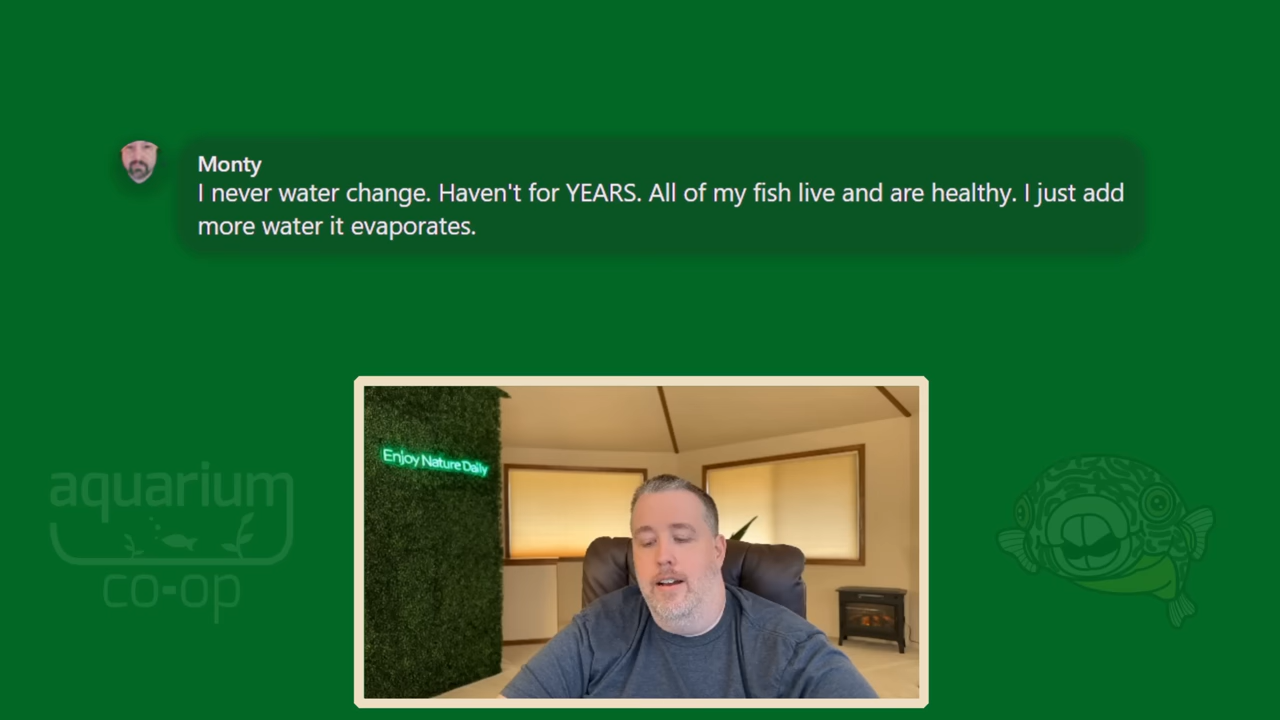 Monty
I never water change. Haven't for YEARS. All of my fish live and are healthy. I just add
more water it evaporates.
Enjoy Nature Daily
aquarium
co-op